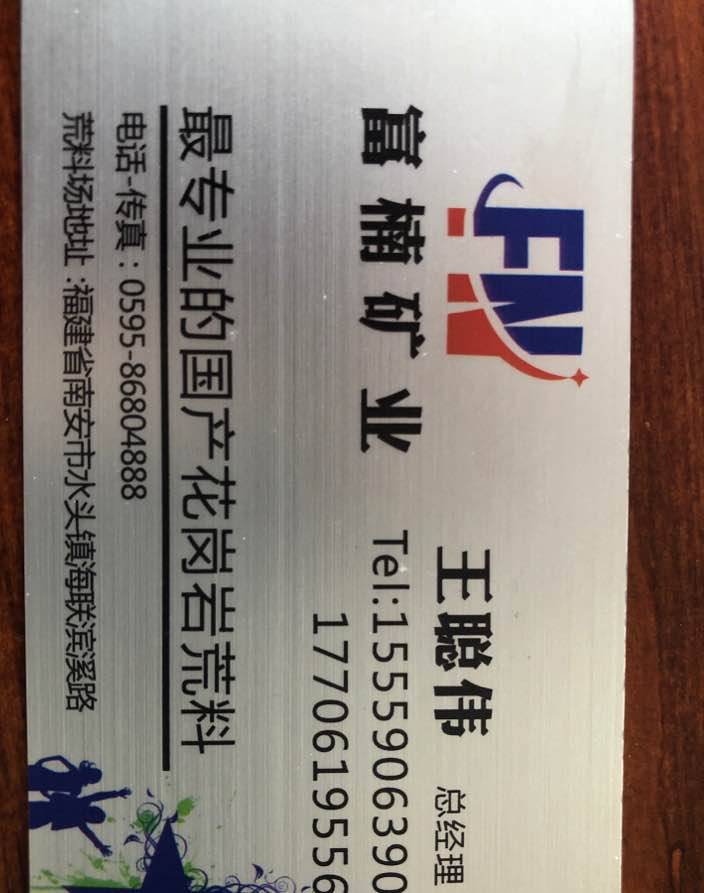 FN
富楠矿业
王聪伟 总经理
Tel:1555906390
1770619556
最专业的国产花岗岩荒料
电话-传真：0595-86804888
荒料场地址:福建省南安市水头镇海联滨溪路